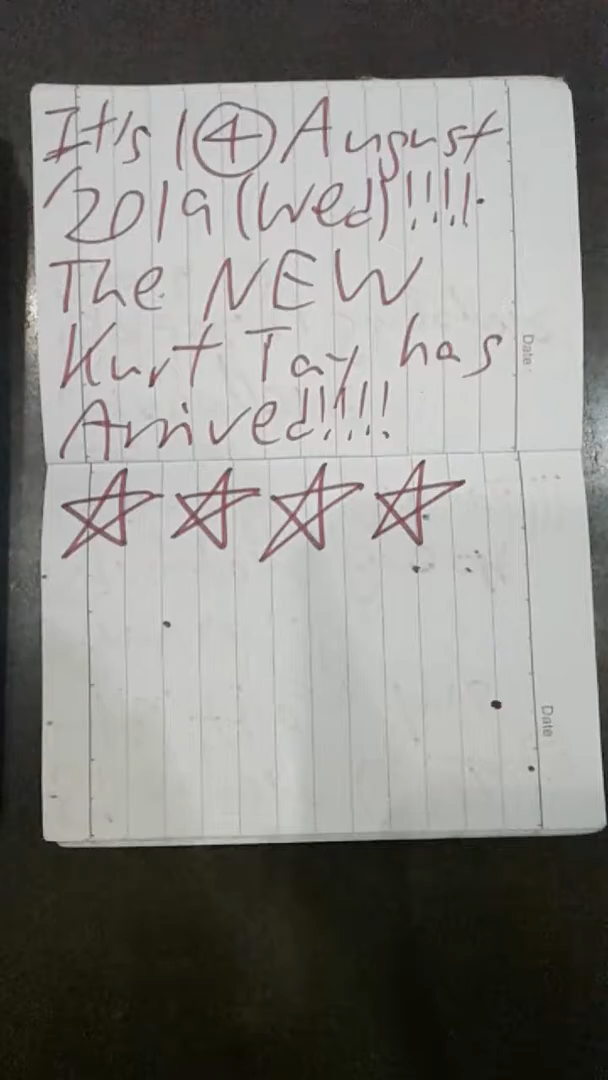 It's 14 August
2019 (Wed)!!!!
The NEW
Kurt Tay has
Arrived!!!!!
Date
Date